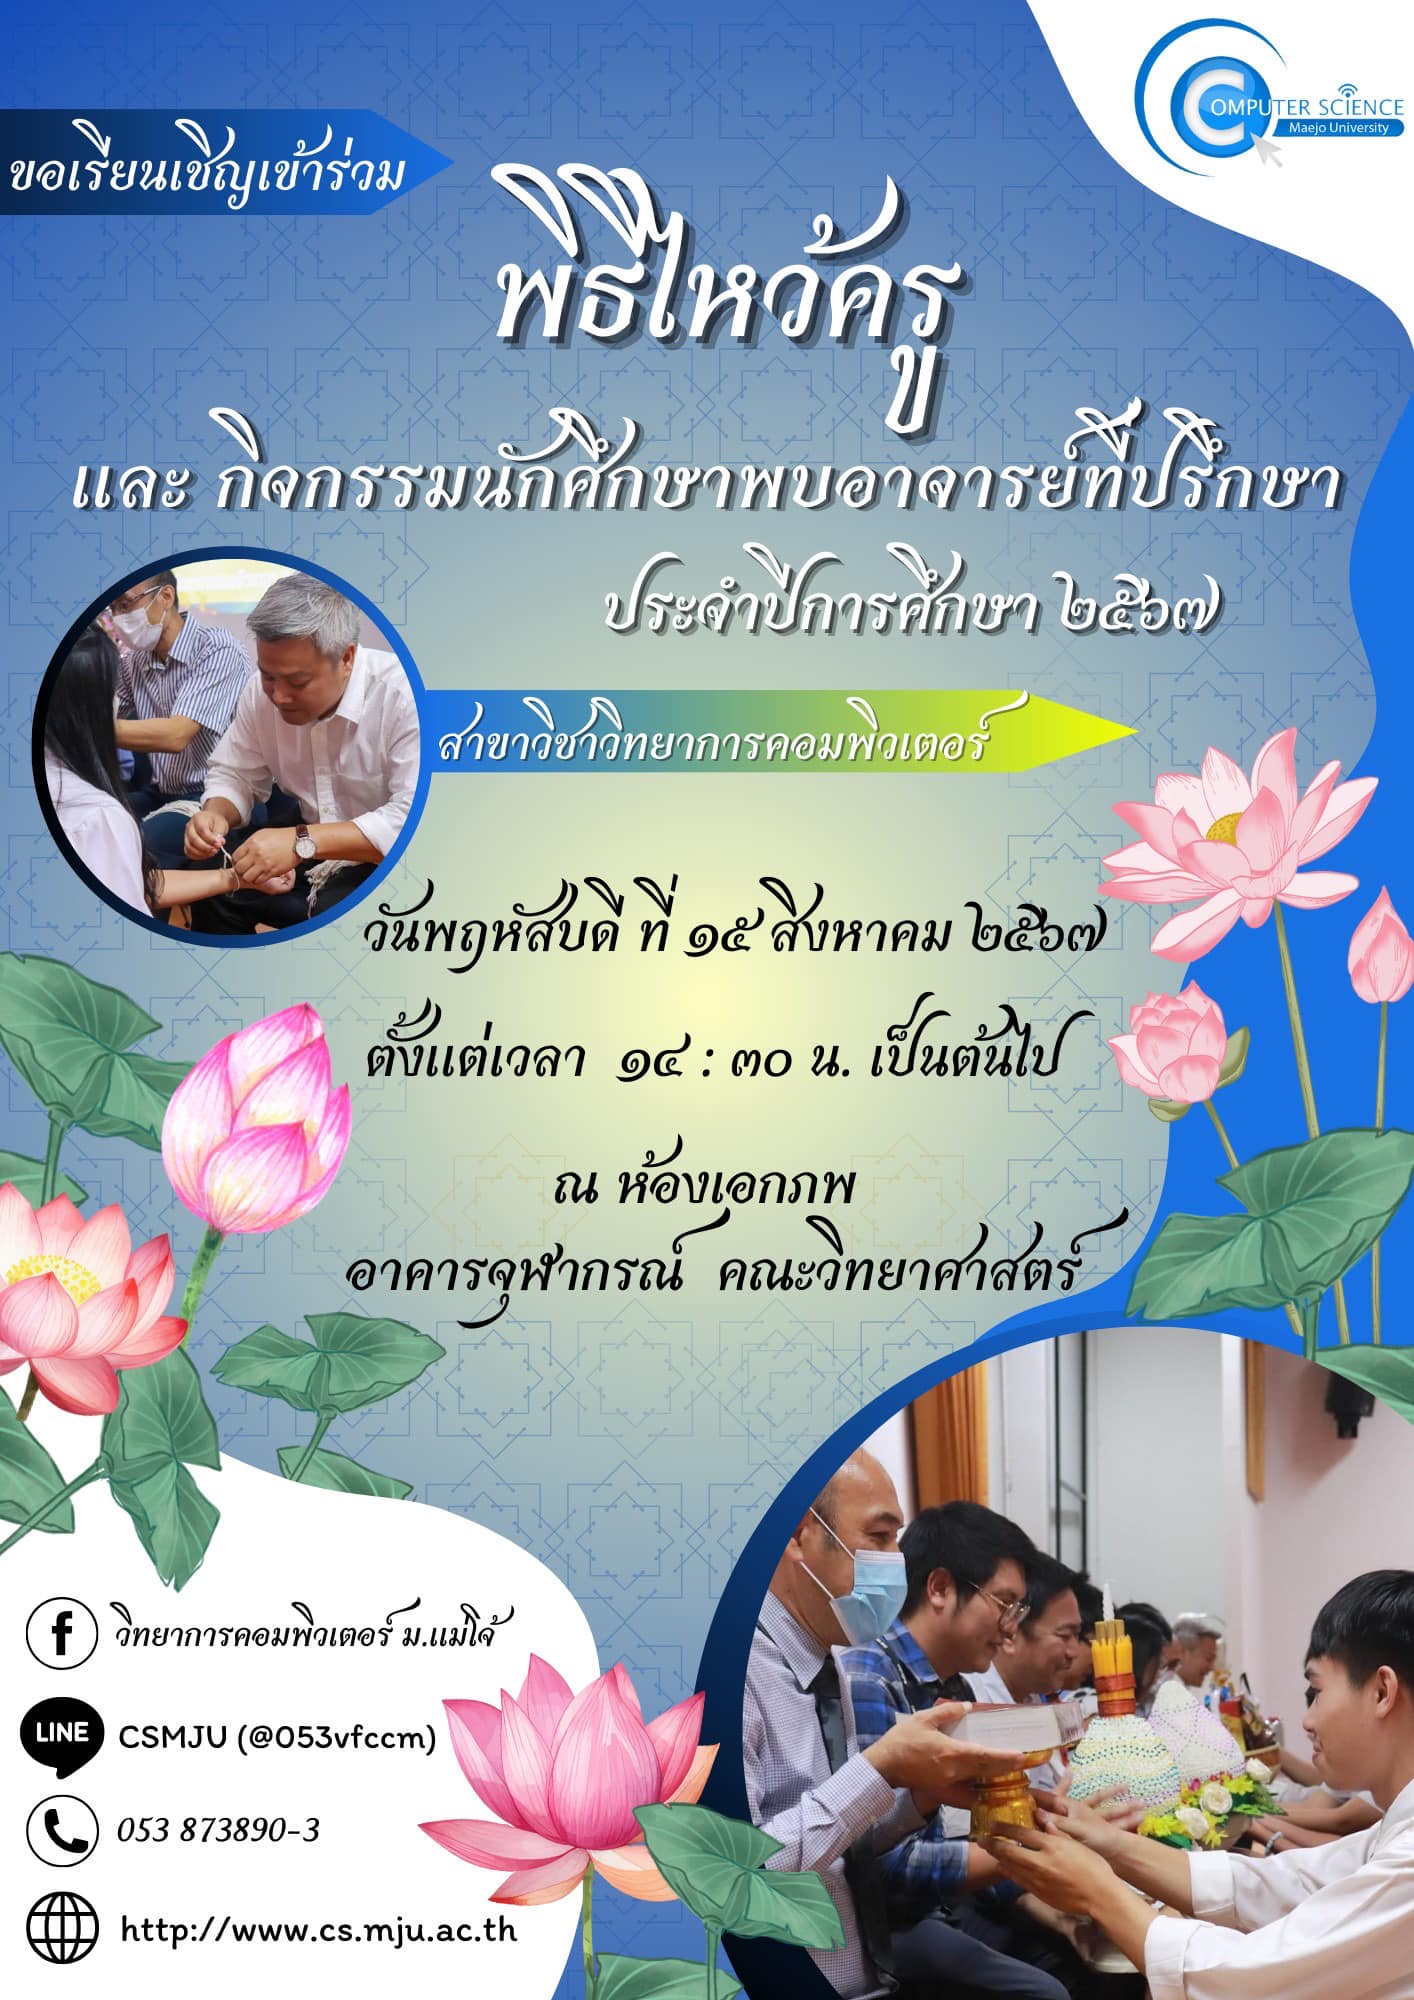 COMPUTER SCIENCE
Maejo University
ขอเรียนเชิญเข้าร่วม
พิธีไหว้ครู
และ กิจกรรมนักศึกษาพบอาจารย์ที่ปรึกษา
ประจำปีการศึกษา ๒๕๖๗
สาขาวิชาวิทยาการคอมพิวเตอร์
วันพฤหัสบดี ที่ ๑๕ สิงหาคม ๒๕๖๗
ตั้งแต่เวลา ๑๔ : ๓๐ น. เป็นต้นไป
ณ ห้องเอกภพ
อาคารจุฬาภรณ์ คณะวิทยาศาสตร์
วิทยาการคอมพิวเตอร์ ม.แม่โจ้
LINE CSMJU (@053vfccm)
053 873890-3
http://www.cs.mju.ac.th